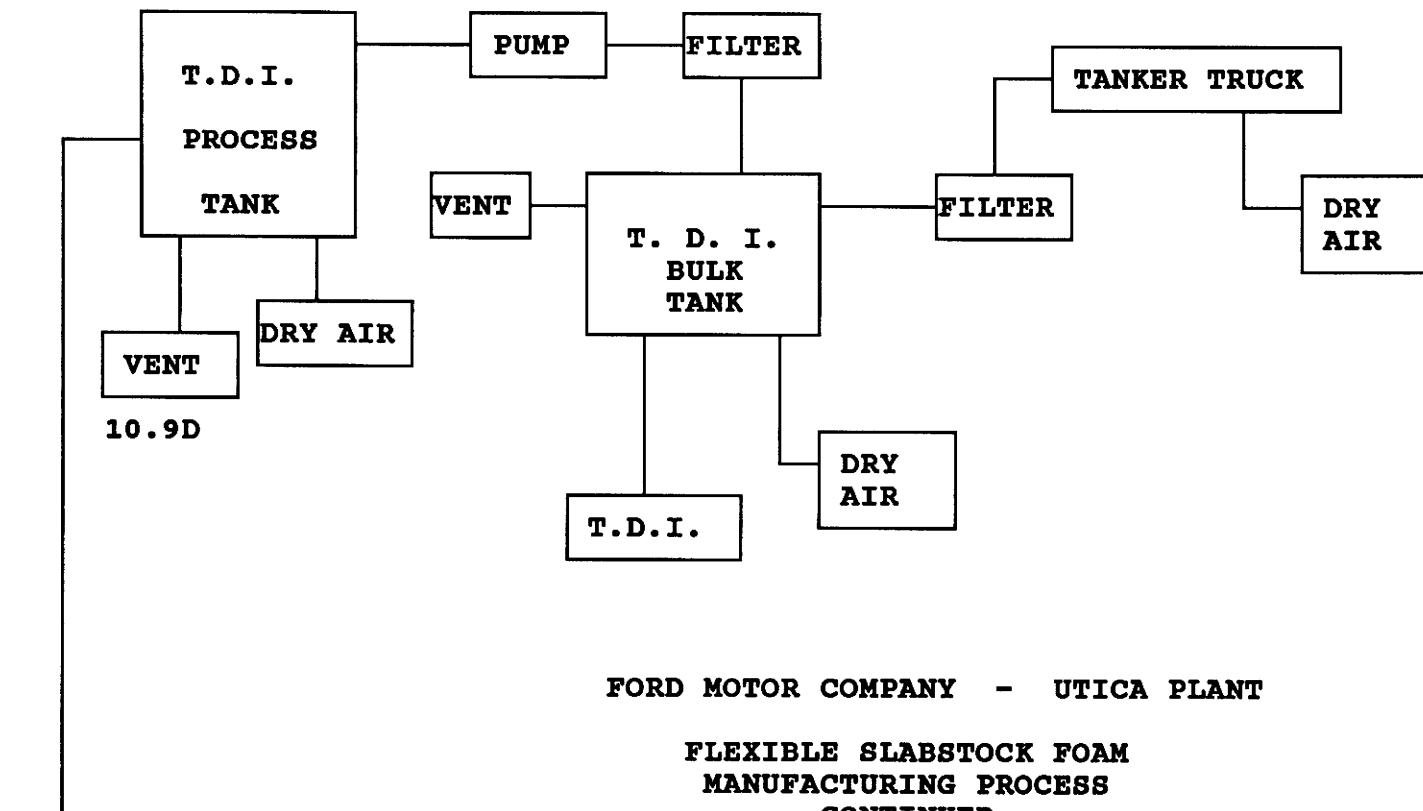 T.D.I.
PROCESS
TANK
PUMP
FILTER
TANKER TRUCK
VENT
T. D. I.
BULK
TANK
FILTER
DRY
AIR
DRY AIR
VENT
10.9D
DRY
AIR
T.D.I.
FORD MOTOR COMPANY - UTICA PLANT
FLEXIBLE SLABSTOCK FOAM
MANUFACTURING PROCESS